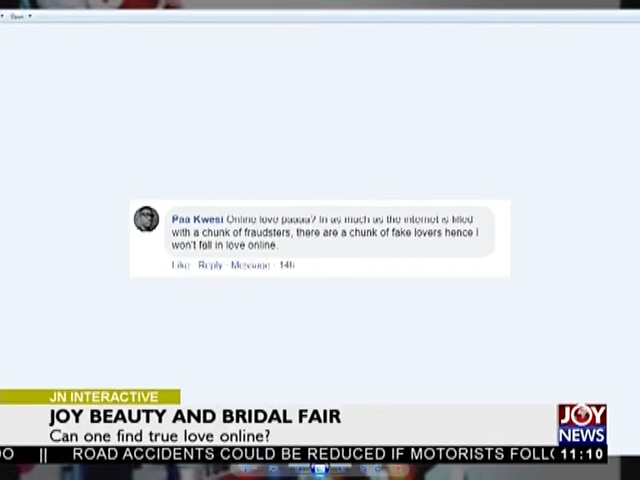 Open
Paa Kwesi Online love paaaa? In as much as the internet is filled
with a chunk of fraudsters, there are a chunk of fake lovers hence I
won't fall in love online.
Like · Reply · Message · 14h
JN INTERACTIVE
JOY BEAUTY AND BRIDAL FAIR
Can one find true love online?
JOY
NEWS
DO || ROAD ACCIDENTS COULD BE REDUCED IF MOTORISTS FOLL
11:10